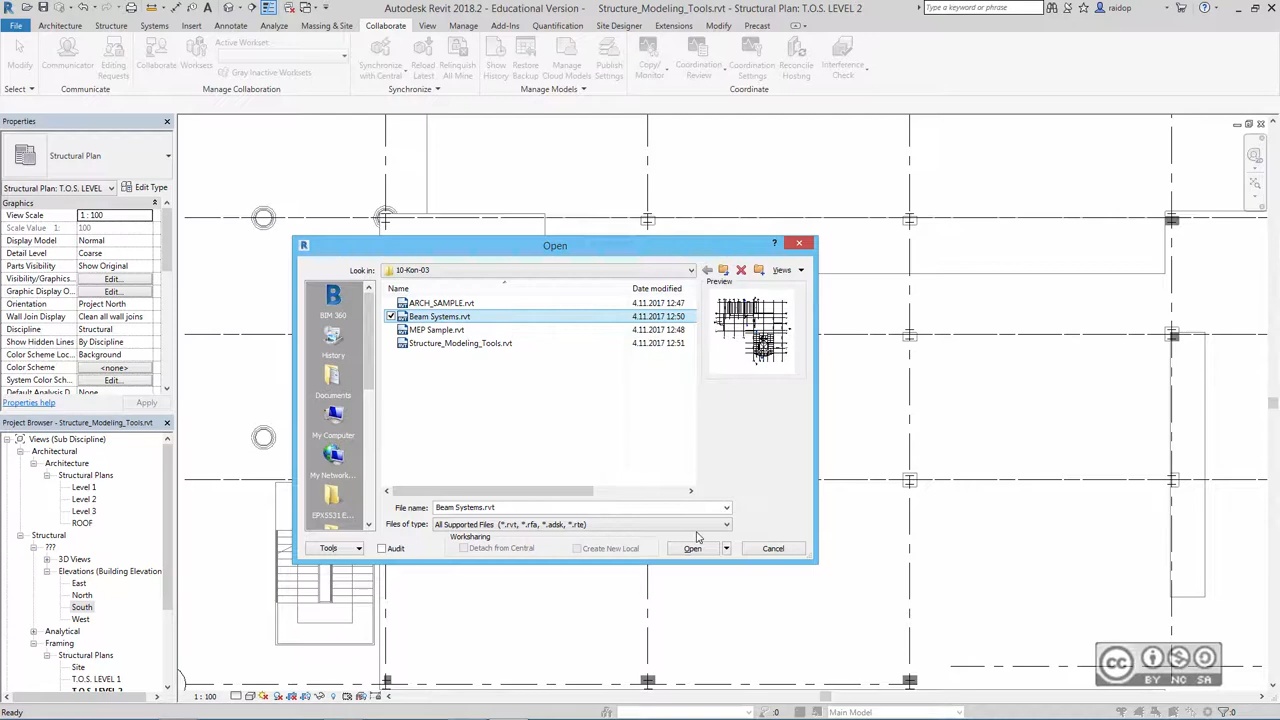 Autodesk Revit 2018.2 - Educational Version - Structure_Modeling_Tools.rvt - Structural Plan: T.O.S. LEVEL 2
Type a keyword or phrase
raidop
File
Architecture
Structure
Systems
Insert
Annotate
Analyze
Massing & Site
Collaborate
View
Manage
Add-Ins
Quantification
Site Designer
Extensions
Modify
Precast
Modify
Communicator
Editing
Requests
Collaborate
Worksets
Active Workset:
Gray Inactive Worksets
Synchronize
with Central
Reload
Latest
Relinquish
All Mine
Show
History
Restore
Backup
Manage
Cloud Models
Publish
Settings
Copy/
Monitor
Coordination
Review
Coordination
Settings
Reconcile
Hosting
Interference
Check
Select
Communicate
Manage Collaboration
Synchronize
Manage Models
Coordinate
Properties
Structural Plan
Structural Plan: T.O.S. LEVEL
Edit Type
Graphics
View Scale
1 : 100
Scale Value 1:
100
Display Model
Normal
Detail Level
Coarse
Parts Visibility
Show Original
Visibility/Graphics...
Edit...
Graphic Display O...
Edit...
Orientation
Project North
Wall Join Display
Clean all wall joins
Discipline
Structural
Show Hidden Lines
By Discipline
Color Scheme Loc...
Background
Color Scheme
<none>
System Color Sch...
Edit...
Default Analysis D...
None
Properties help
Apply
Project Browser - Structure_Modeling_Tools.rvt
Views (Sub Discipline)
Architectural
Architecture
Structural Plans
Level 1
Level 2
Level 3
ROOF
Structural
???
3D Views
Elevations (Building Elevation
East
North
South
West
Analytical
Framing
Structural Plans
Site
T.O.S. LEVEL 1
T.O.S. LEVEL 2
Open
Look in:
10-Kon-03
Views
Name
Date modified
ARCH_SAMPLE.rvt
4.11.2017 12:47
Beam Systems.rvt
4.11.2017 12:50
MEP Sample.rvt
4.11.2017 12:48
Structure_Modeling_Tools.rvt
4.11.2017 12:51
Preview
BIM 360
History
Documents
My Computer
My Network...
EPX5531 E...
File name:
Beam Systems.rvt
Files of type:
All Supported Files (*.rvt, *.rfa, *.adsk, *.rte)
Worksharing
Tools
Audit
Detach from Central
Create New Local
Open
Cancel
1 : 100
Ready
:0
Main Model
:0
cc
BY NC SA